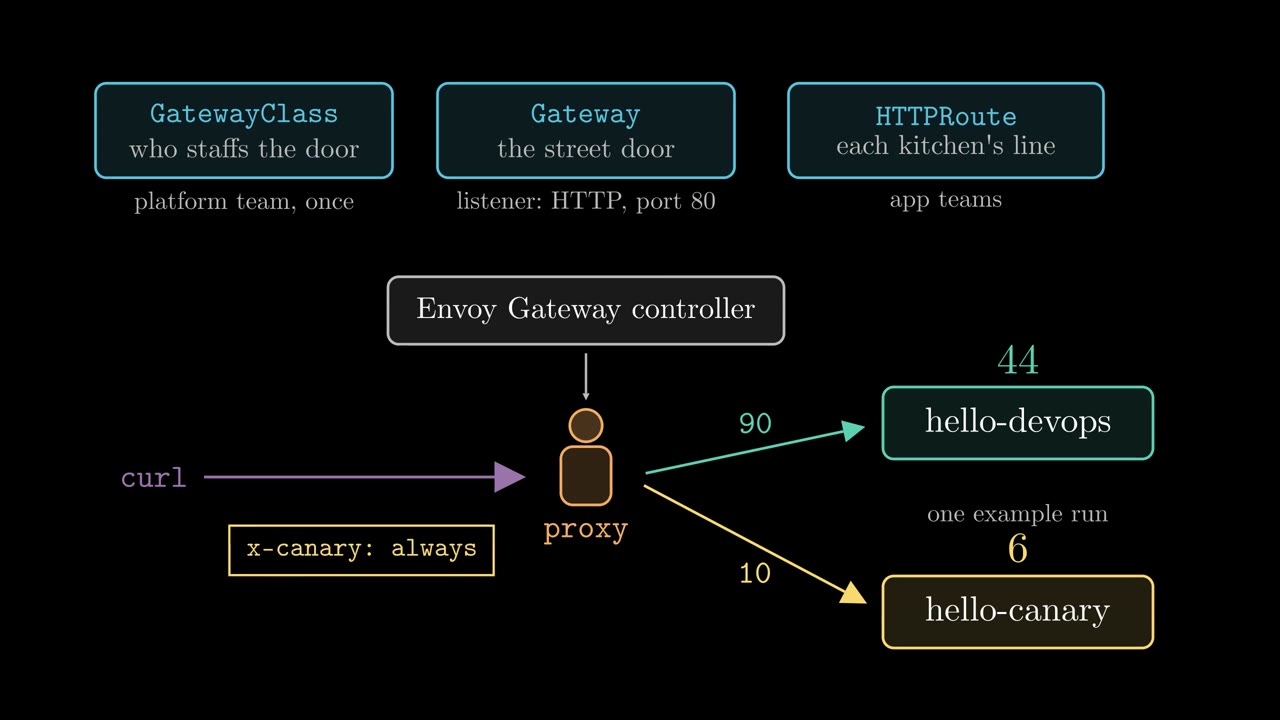 GatewayClass
who staffs the door
platform team, once
Gateway
the street door
listener: HTTP, port 80
HTTPRoute
each kitchen's line
app teams
Envoy Gateway controller
44
90
hello-devops
curl
one example run
proxy
6
x-canary: always
10
hello-canary